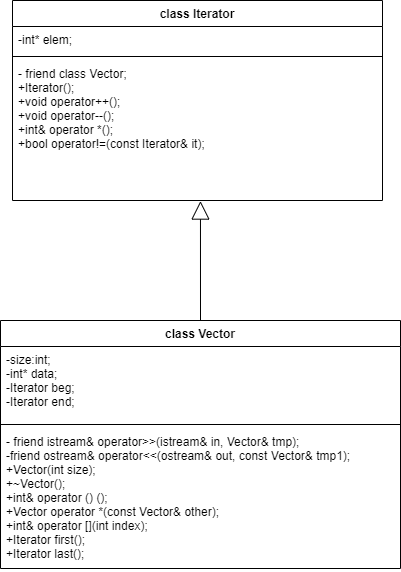 class Iterator
-int* elem;
- friend class Vector;
+Iterator();
+void operator++();
+void operator--();
+int& operator *();
+bool operator!=(const Iterator& it);
class Vector
-size:int;
-int* data;
-Iterator beg;
-Iterator end;
- friend istream& operator>>(istream& in, Vector& tmp);
-friend ostream& operator<<(ostream& out, const Vector& tmp1);
+Vector(int size);
+~Vector();
+int& operator () ();
+Vector operator *(const Vector& other);
+int& operator [](int index);
+Iterator first();
+Iterator last();